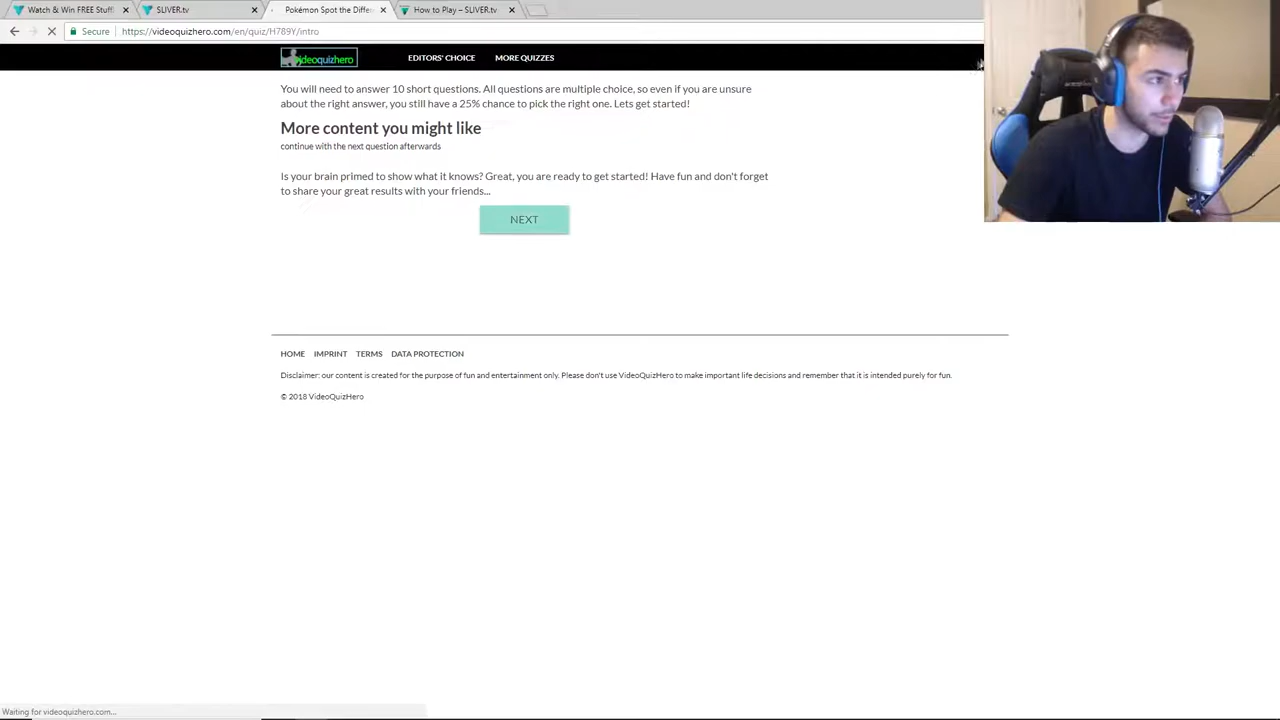 Watch & Win FREE Stuff
SLIVER.tv
Pokémon Spot the Differ
How to Play – SLIVER.tv
Secure
https://videoquizhero.com/en/quiz/H789Y/intro
videoquizhero
EDITORS' CHOICE
MORE QUIZZES
You will need to answer 10 short questions. All questions are multiple choice, so even if you are unsure
about the right answer, you still have a 25% chance to pick the right one. Lets get started!
More content you might like
continue with the next question afterwards
Is your brain primed to show what it knows? Great, you are ready to get started! Have fun and don't forget
to share your great results with your friends...
NEXT
HOME IMPRINT TERMS DATA PROTECTION
Disclaimer: our content is created for the purpose of fun and entertainment only. Please don't use VideoQuizHero to make important life decisions and remember that it is intended purely for fun.
© 2018 VideoQuizHero
Waiting for videoquizhero.com...